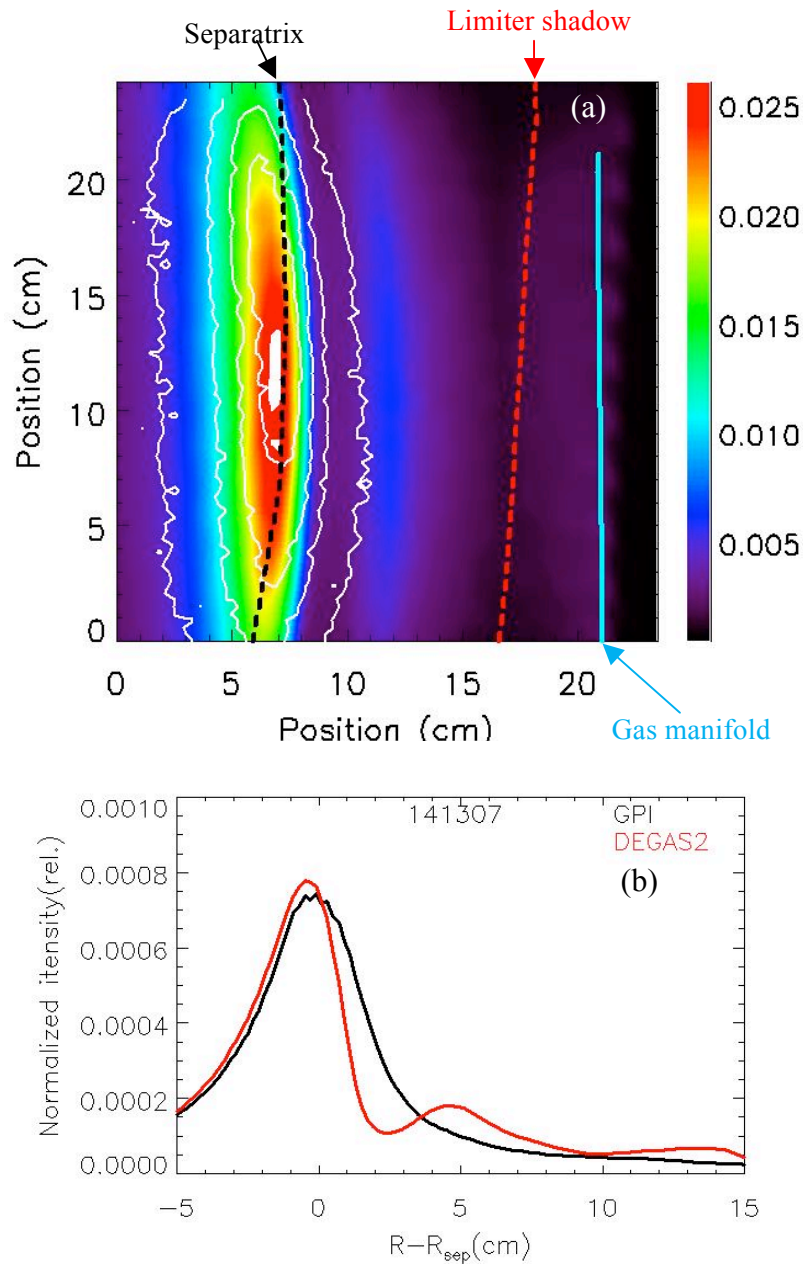 Separatrix
Limiter shadow
(a)
0.025
0.020
0.015
0.010
0.005
20
15
10
5
0
Position (cm)
0 5 10 15 20
Position (cm)
Gas manifold
141307
GPI
DEGAS2
(b)
0.0010
0.0008
0.0006
0.0004
0.0002
0.0000
Normalized itensity(rel.)
−5 0 5 10 15
R−Rsep(cm)